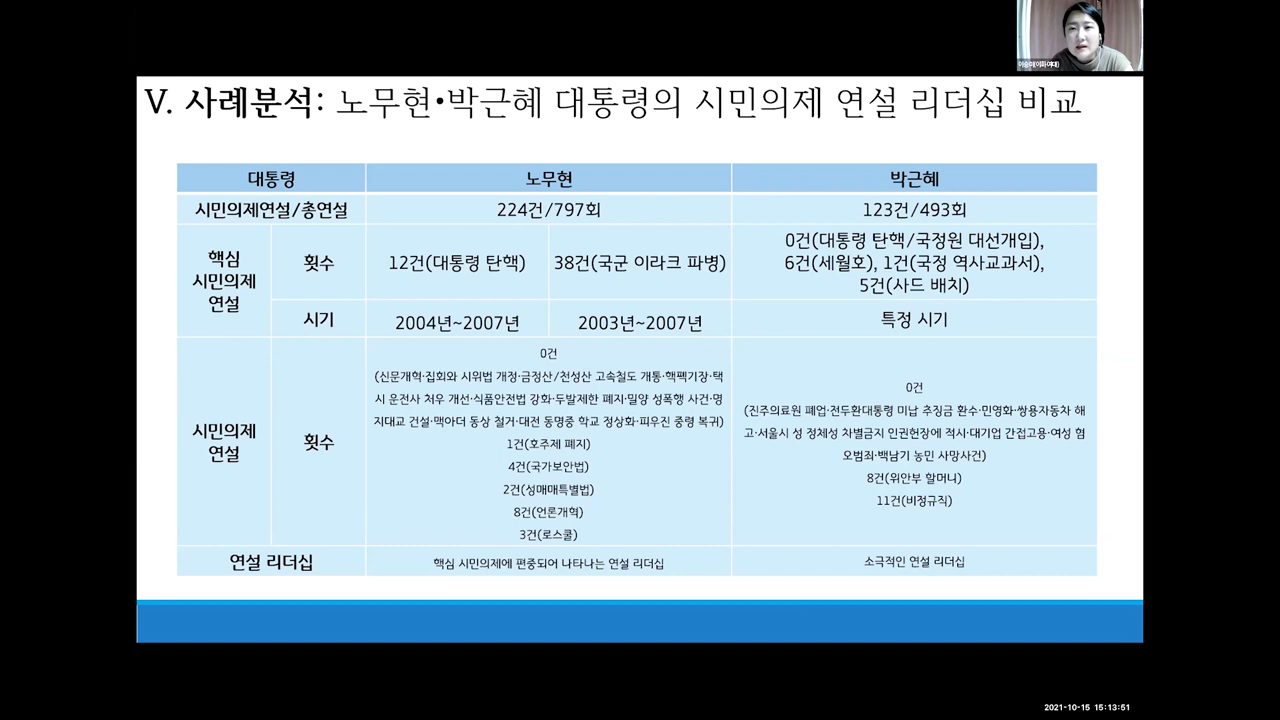 이승미(이화여대)
V. 사례분석: 노무현•박근혜 대통령의 시민의제 연설 리더십 비교
대통령
노무현
박근혜
시민의제연설/총연설
224건/797회
123건/493회
핵심
시민의제
연설
횟수
12건(대통령 탄핵)
38건(국군 이라크 파병)
0건(대통령 탄핵/국정원 대선개입),
6건(세월호), 1건(국정 역사교과서),
5건(사드 배치)
시기
2004년~2007년
2003년~2007년
특정 시기
시민의제
연설
횟수
0건
(신문개혁·집회와 시위법 개정·금정산/천성산 고속철도 개통·핵폐기장·택
시 운전사 처우 개선·식품안전법 강화·두발제한 폐지·밀양 성폭행 사건·명
지대교 건설·맥아더 동상 철거·대전 동명중 학교 정상화·피우진 중령 복귀)
1건(호주제 폐지)
4건(국가보안법)
2건(성매매특별법)
8건(언론개혁)
3건(로스쿨)
0건
(진주의료원 폐업·전두환대통령 미납 추징금 환수·민영화·쌍용자동차 해
고·서울시 성 정체성 차별금지 인권헌장에 적시·대기업 간접고용·여성 혐
오범죄·백남기 농민 사망사건)
8건(위안부 할머니)
11건(비정규직)
연설 리더십
핵심 시민의제에 편중되어 나타나는 연설 리더십
소극적인 연설 리더십
2021-10-15 15:13:51